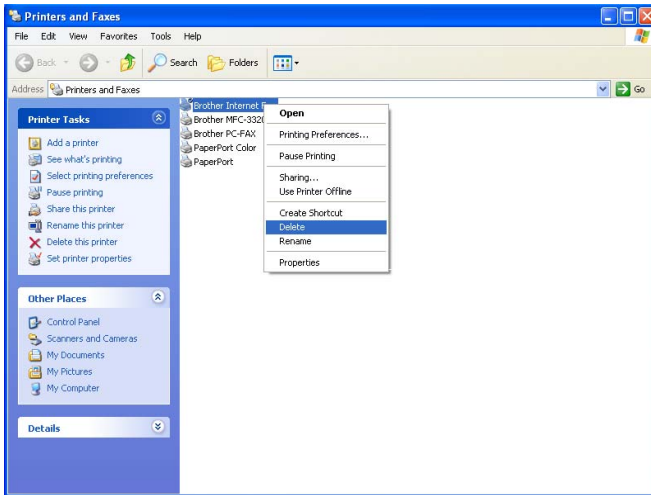 Printers and Faxes
File Edit View Favorites Tools Help
Back Search Folders
Address Printers and Faxes Go
Printer Tasks
Add a printer
See what's printing
Select printing preferences
Pause printing
Share this printer
Rename this printer
Delete this printer
Set printer properties
Other Places
Control Panel
Scanners and Cameras
My Documents
My Pictures
My Computer
Details
Brother Internet F
Brother MFC-3320
Brother PC-FAX
PaperPort Color
PaperPort
Open
Printing Preferences...
Pause Printing
Sharing...
Use Printer Offline
Create Shortcut
Delete
Rename
Properties